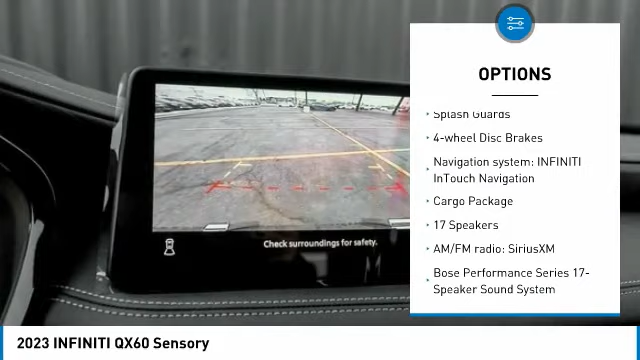 OPTIONS
Splash Guards
4-wheel Disc Brakes
Navigation system: INFINITI
InTouch Navigation
Cargo Package
17 Speakers
AM/FM radio: SiriusXM
Bose Performance Series 17-
Speaker Sound System
Check surroundings for safety.
2023 INFINITI QX60 Sensory